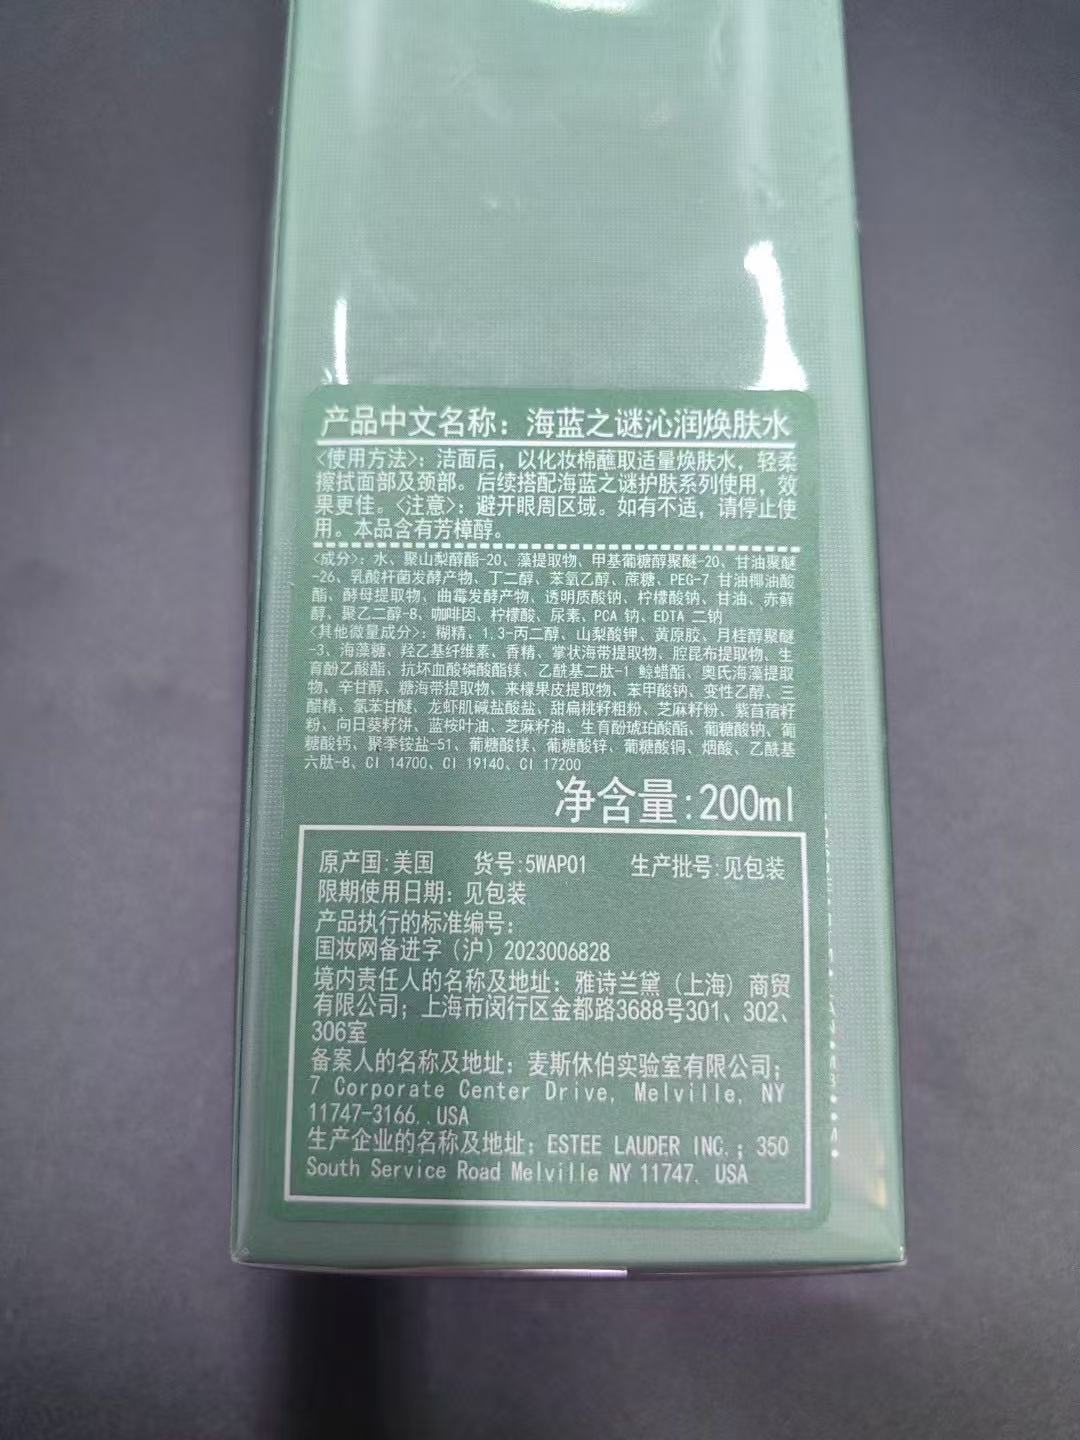 产品中文名称：海蓝之谜沁润焕肤水
<使用方法>：洁面后，以化妆棉蘸取适量焕肤水，轻柔
擦拭面部及颈部。后续搭配海蓝之谜护肤系列使用，效
果更佳。<注意>：避开眼周区域。如有不适，请停止使
用。本品含有芳樟醇。
<成分>：水、聚山梨醇酯-20、藻提取物、甲基葡糖醇聚醚-20、甘油聚醚
-26、乳酸杆菌发酵产物、丁二醇、苯氧乙醇、蔗糖、PEG-7 甘油椰油酸
酯、酵母提取物、曲霉发酵产物、透明质酸钠、柠檬酸钠、甘油、赤藓
醇、聚乙二醇-8、咖啡因、柠檬酸、尿素、PCA 钠、EDTA 二钠
<其他微量成分>：糊精、1,3-丙二醇、山梨酸钾、黄原胶、月桂醇聚醚
-3、海藻糖、羟乙基纤维素、香精、掌状海带提取物、腔昆布提取物、生
育酚乙酸酯、抗坏血酸磷酸酯镁、乙酰基二肽-1 鲸蜡酯、奥氏海藻提取
物、辛甘醇、糖海带提取物、来檬果皮提取物、苯甲酸钠、变性乙醇、三
醋精、氢苯甘醚、龙虾肌碱盐酸盐、甜扁桃籽粗粉、芝麻籽粉、紫苜蓿籽
粉、向日葵籽饼、蓝桉叶油、芝麻籽油、生育酚琥珀酸酯、葡糖酸钠、葡
糖酸钙、聚季铵盐-51、葡糖酸镁、葡糖酸锌、葡糖酸铜、烟酸、乙酰基
六肽-8、CI 14700、CI 19140、CI 17200
净含量:200ml
原产国:美国 货号:5WAP01 生产批号:见包装
限期使用日期：见包装
产品执行的标准编号：
国妆网备进字（沪）2023006828
境内责任人的名称及地址：雅诗兰黛（上海）商贸
有限公司；上海市闵行区金都路3688号301、302、
306室
备案人的名称及地址：麦斯休伯实验室有限公司；
7 Corporate Center Drive, Melville, NY
11747-3166, USA
生产企业的名称及地址：ESTEE LAUDER INC.；350
South Service Road Melville NY 11747, USA